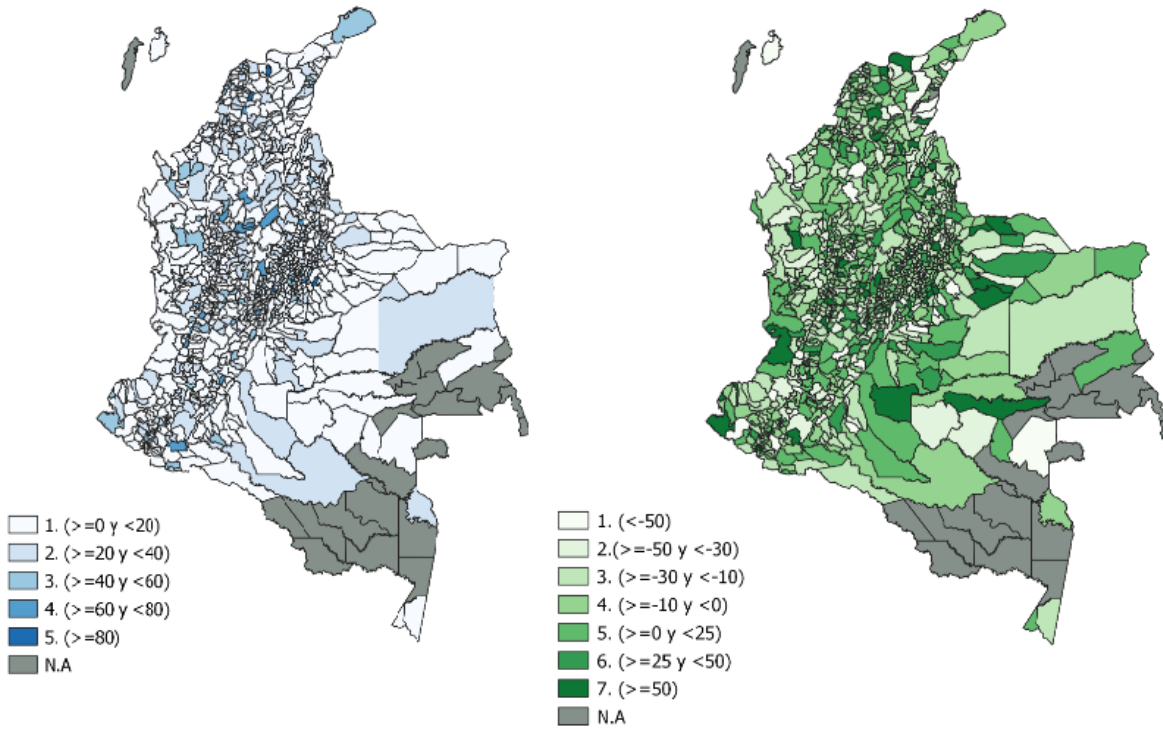 1. (>=0 y <20)
2. (>=20 y <40)
3. (>=40 y <60)
4. (>=60 y <80)
5. (>=80)
N.A
1. (<-50)
2.(>=-50 y <-30)
3. (>=-30 y <-10)
4. (>=-10 y <0)
5. (>=0 y <25)
6. (>=25 y <50)
7. (>=50)
N.A